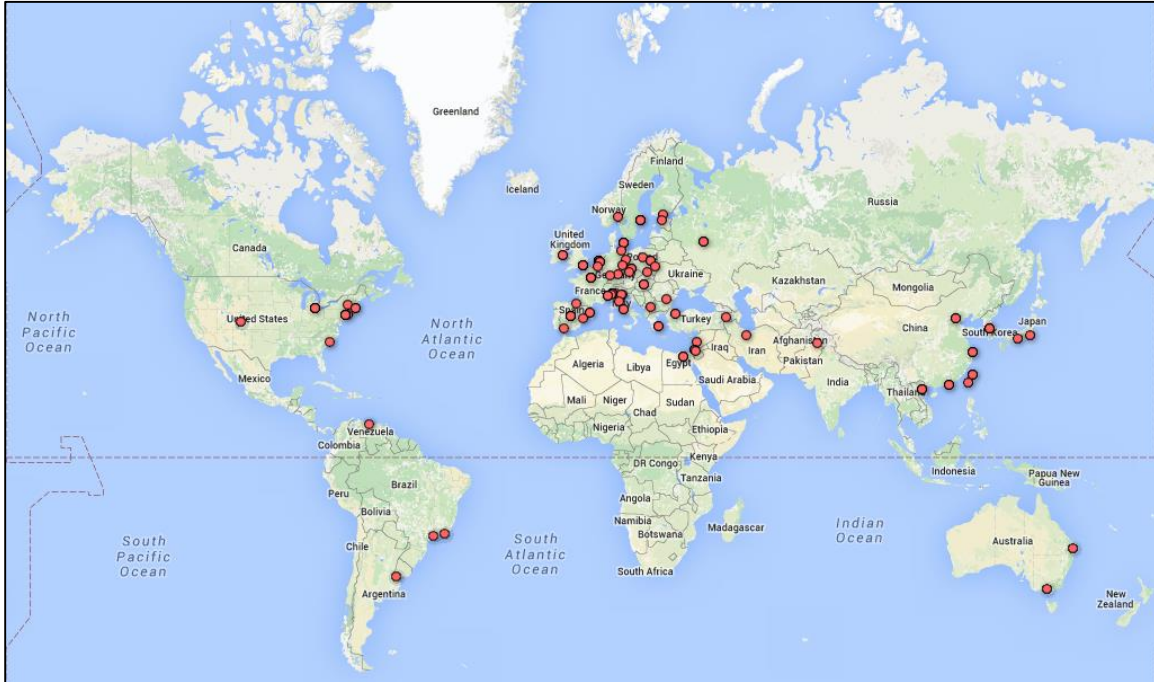 Greenland
Iceland
Finland
Sweden
Norway
Russia
United
Kingdom
Canada
Ukraine
Kazakhstan
Mongolia
France
Spain
Turkey
North
Pacific
Ocean
United States
North
Atlantic
Ocean
China
South Korea
Japan
Afghanistan
Iraq
Iran
Pakistan
Algeria
Libya
Egypt
Saudi Arabia
India
Thailand
Mexico
Mali
Niger
Chad
Sudan
Nigeria
Ethiopia
Venezuela
Colombia
Kenya
DR Congo
Tanzania
Indonesia
Papua New
Guinea
Peru
Brazil
Bolivia
Angola
Namibia
Botswana
Madagascar
South
Pacific
Ocean
Chile
South
Atlantic
Ocean
Indian
Ocean
Australia
South Africa
Argentina
New
Zealand